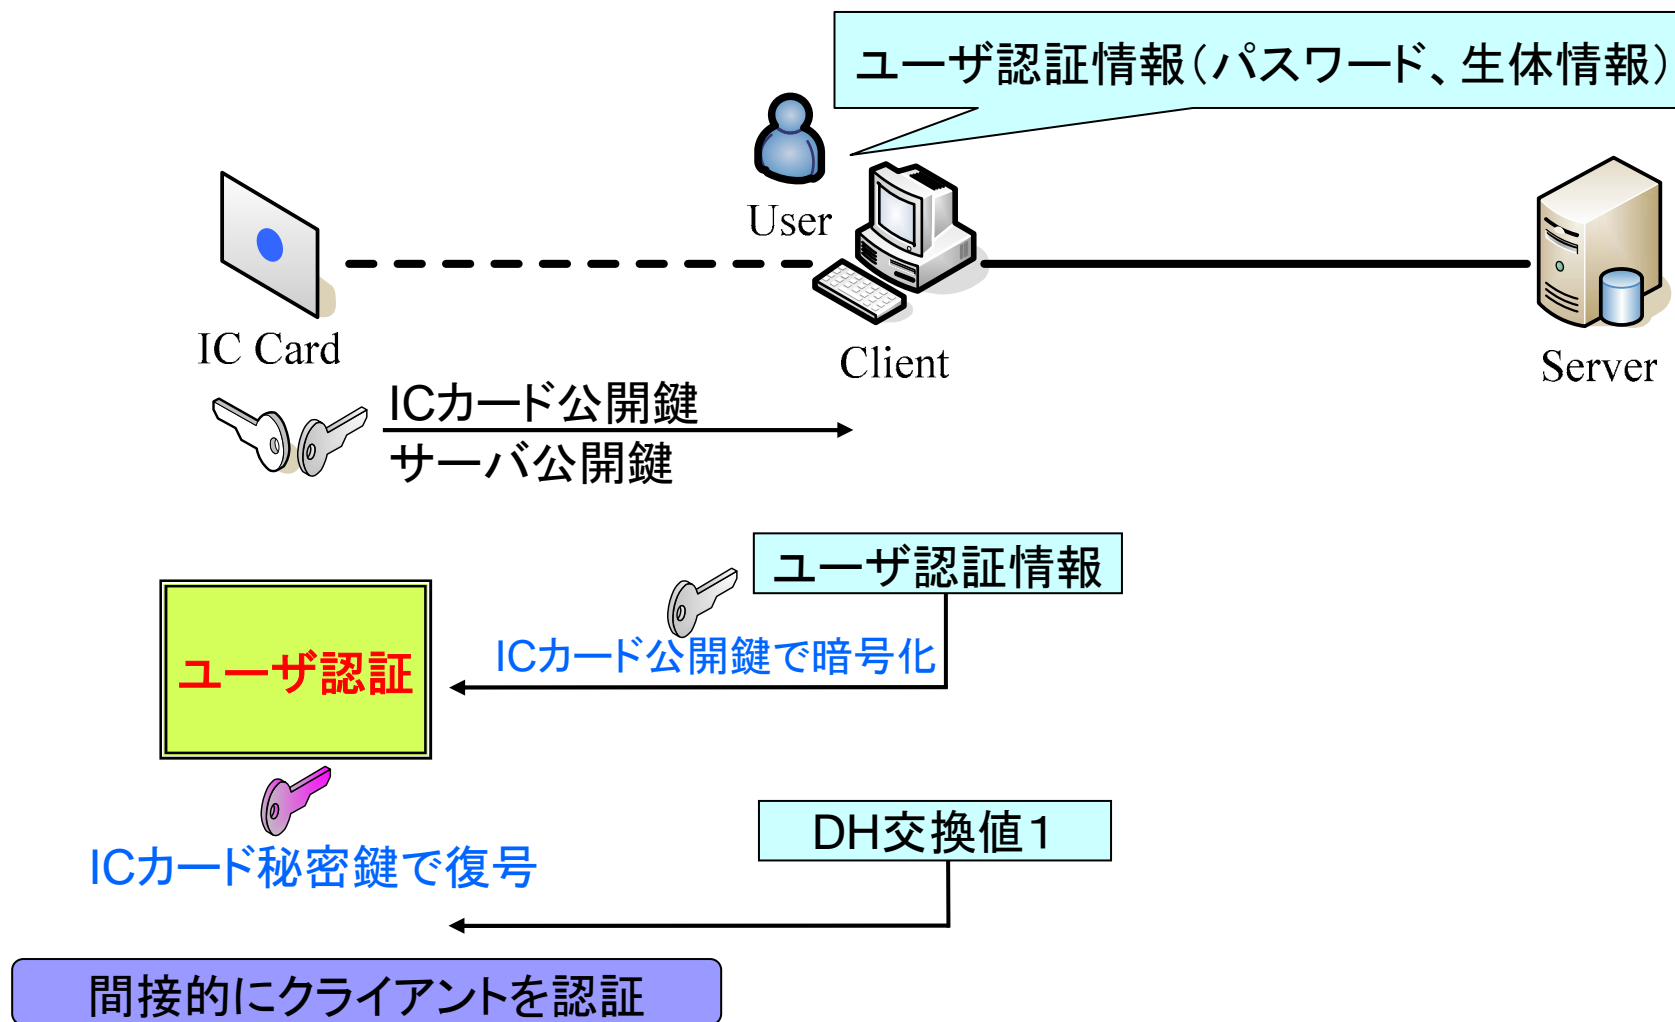 ユーザ認証情報(パスワード、生体情報)
User
IC Card
Client
Server
ICカード公開鍵
サーバ公開鍵
ユーザ認証情報
ICカード公開鍵で暗号化
ユーザ認証
ICカード秘密鍵で復号
DH交換値1
間接的にクライアントを認証